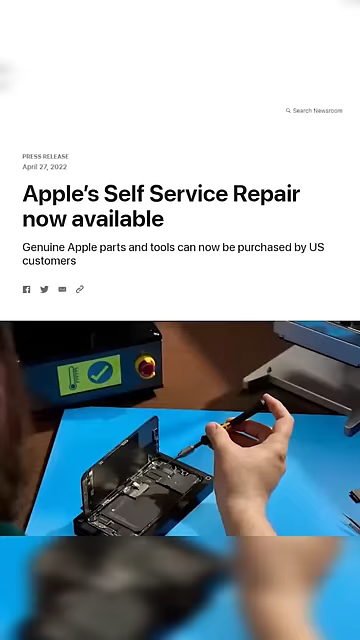 Search Newsroom
PRESS RELEASE
April 27, 2022
Apple's Self Service Repair
now available
Genuine Apple parts and tools can now be purchased by US
customers